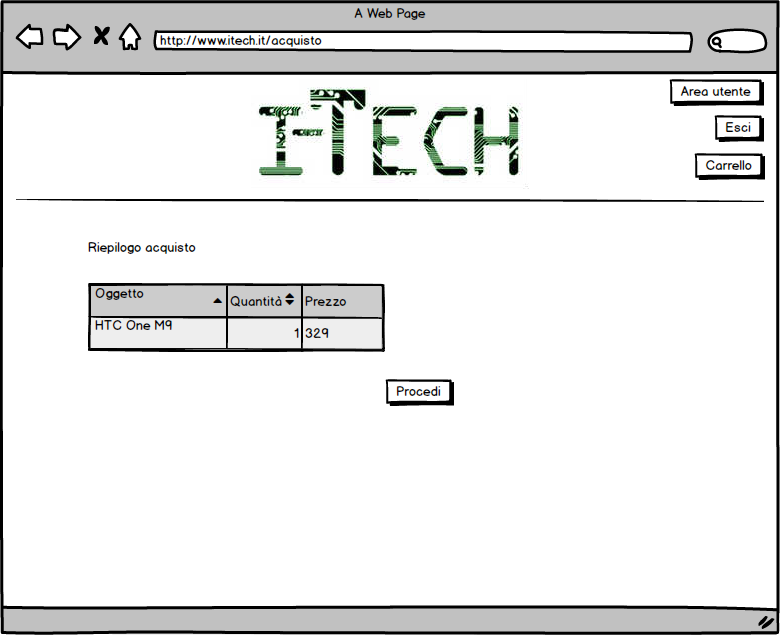 A Web Page
http://www.itech.it/acquisto
I-TECH
Area utente
Esci
Carrello
Riepilogo acquisto
Oggetto Quantità Prezzo
HTC One M9 1 329
Procedi